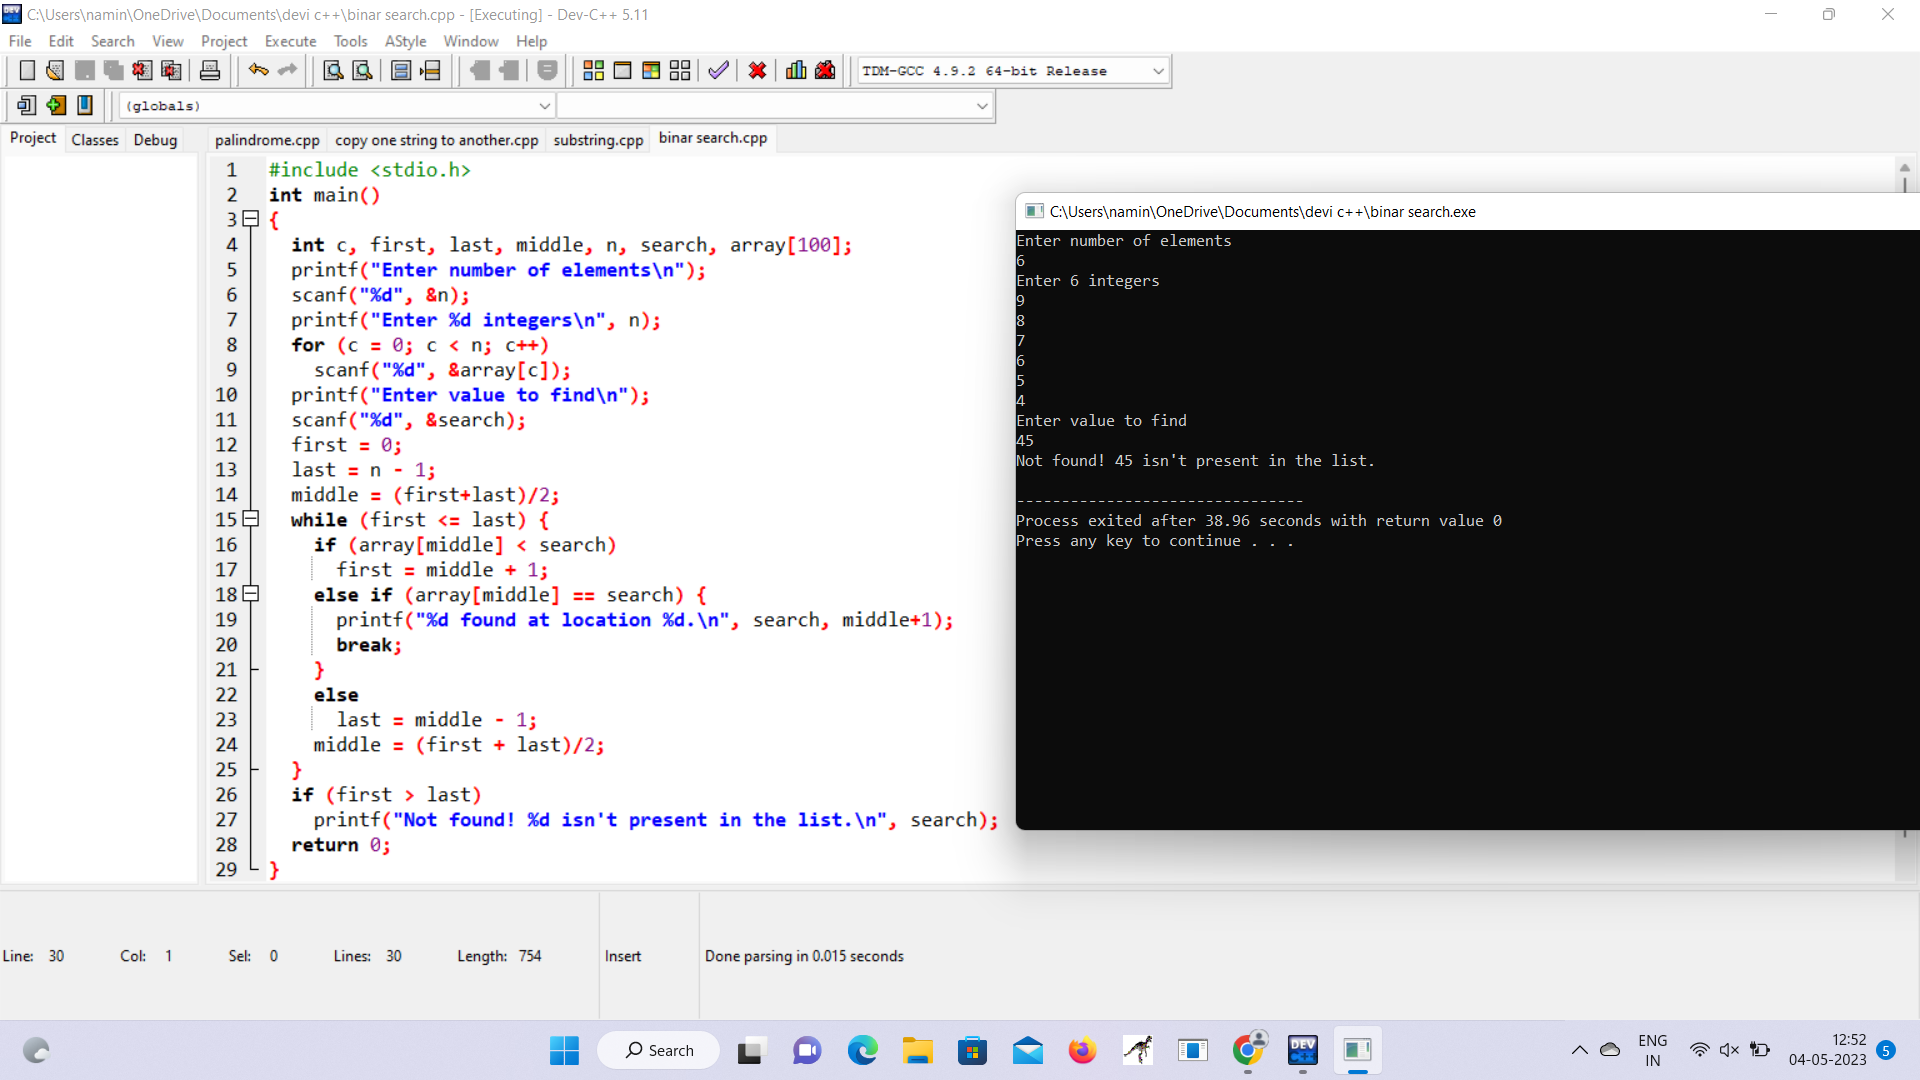 C:\Users\namin\OneDrive\Documents\devi c++\binar search.cpp - [Executing] - Dev-C++ 5.11
File Edit Search View Project Execute Tools AStyle Window Help
TDM-GCC 4.9.2 64-bit Release
(globals)
Project Classes Debug
palindrome.cpp copy one string to another.cpp substring.cpp binar search.cpp
1 #include <stdio.h>
2 int main()
3 {
4 int c, first, last, middle, n, search, array[100];
5 printf("Enter number of elements\n");
6 scanf("%d", &n);
7 printf("Enter %d integers\n", n);
8 for (c = 0; c < n; c++)
9 scanf("%d", &array[c]);
10 printf("Enter value to find\n");
11 scanf("%d", &search);
12 first = 0;
13 last = n - 1;
14 middle = (first+last)/2;
15 while (first <= last) {
16 if (array[middle] < search)
17 first = middle + 1;
18 else if (array[middle] == search) {
19 printf("%d found at location %d.\n", search, middle+1);
20 break;
21 }
22 else
23 last = middle - 1;
24 middle = (first + last)/2;
25 }
26 if (first > last)
27 printf("Not found! %d isn't present in the list.\n", search);
28 return 0;
29 }
C:\Users\namin\OneDrive\Documents\devi c++\binar search.exe
Enter number of elements
6
Enter 6 integers
9
8
7
6
5
4
Enter value to find
45
Not found! 45 isn't present in the list.
--------------------------------
Process exited after 38.96 seconds with return value 0
Press any key to continue . . .
Line: 30 Col: 1 Sel: 0 Lines: 30 Length: 754 Insert Done parsing in 0.015 seconds
Search
DEV
C++
ENG
IN
12:52
04-05-2023
5